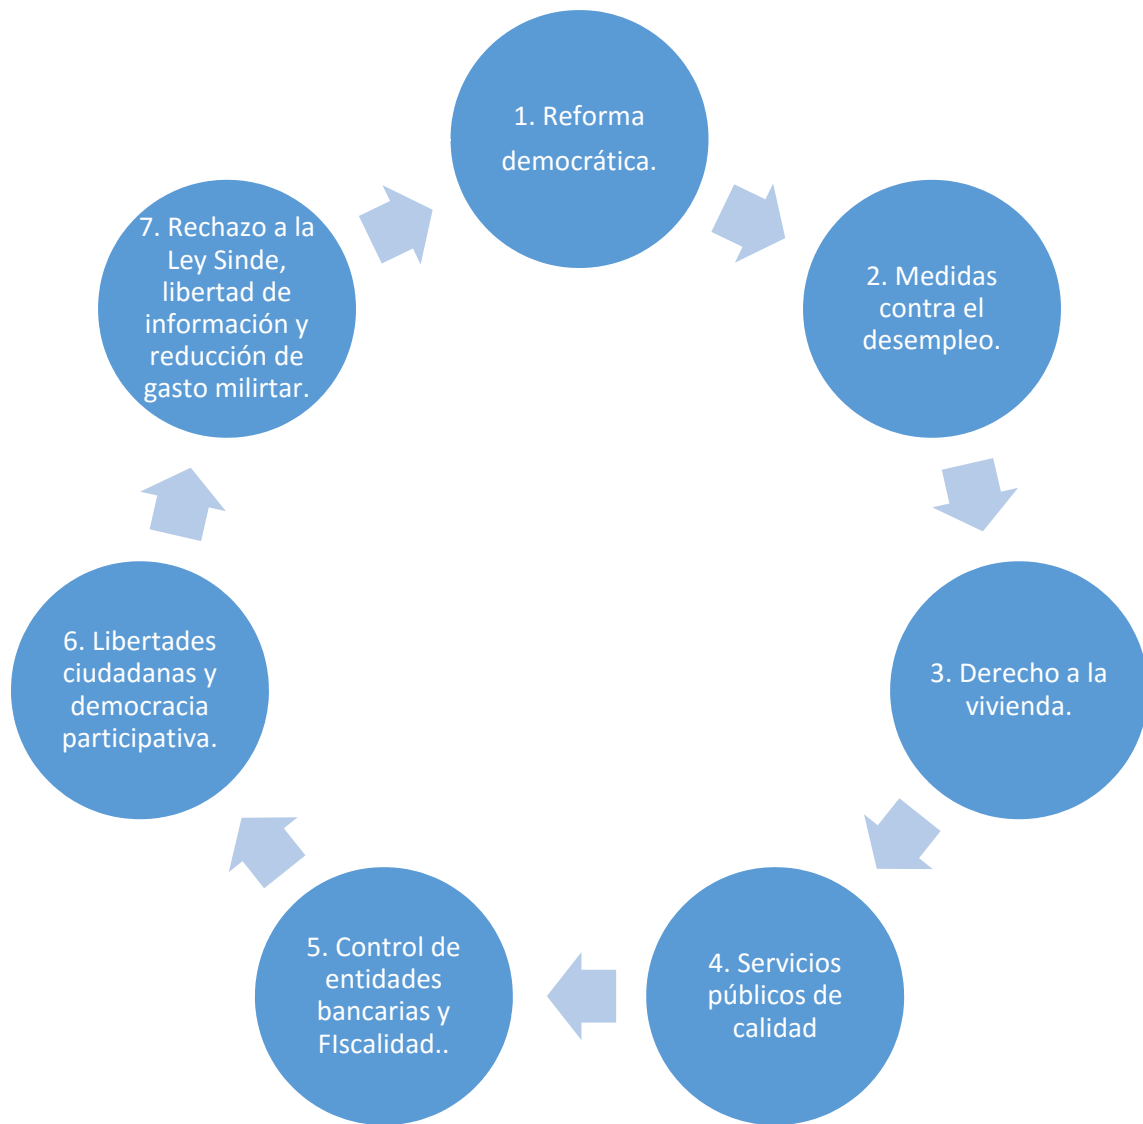 1. Reforma
democrática.
2. Medidas
contra el
desempleo.
3. Derecho a la
vivienda.
4. Servicios
públicos de
calidad
5. Control de
entidades
bancarias y
FIscalidad..
6. Libertades
ciudadanas y
democracia
participativa.
7. Rechazo a la
Ley Sinde,
libertad de
información y
reducción de
gasto milirtar.